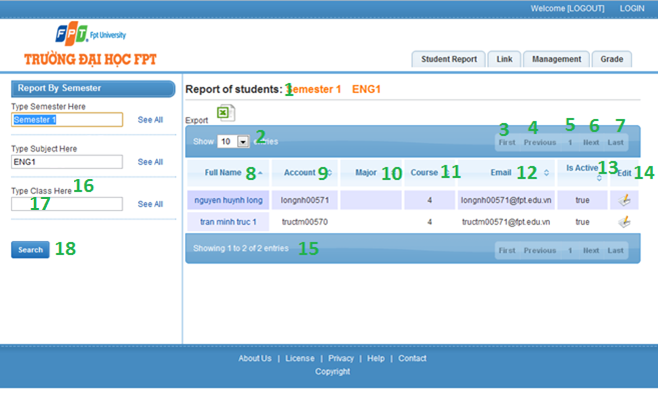 Welcome [LOGOUT] LOGIN
FPT Fpt University
TRƯỜNG ĐẠI HỌC FPT
Student Report Link Management Grade
Report By Semester
Type Semester Here
Semester 1 See All
Type Subject Here
ENG1 See All
Type Class Here 16
17 See All
Search 18
Report of students: 1 Semester 1 ENG1
Export
Show 10 2 entries
3 4 5 6 7
First Previous 1 Next Last
Full Name 8 Account 9 Major 10 Course 11 Email 12 Is Active 13 Edit 14
nguyen huynh long longnh00571 4 longnh00571@fpt.edu.vn true
tran minh truc 1 tructm00570 4 tructm00571@fpt.edu.vn true
Showing 1 to 2 of 2 entries 15 First Previous 1 Next Last
About Us | License | Privacy | Help | Contact
Copyright